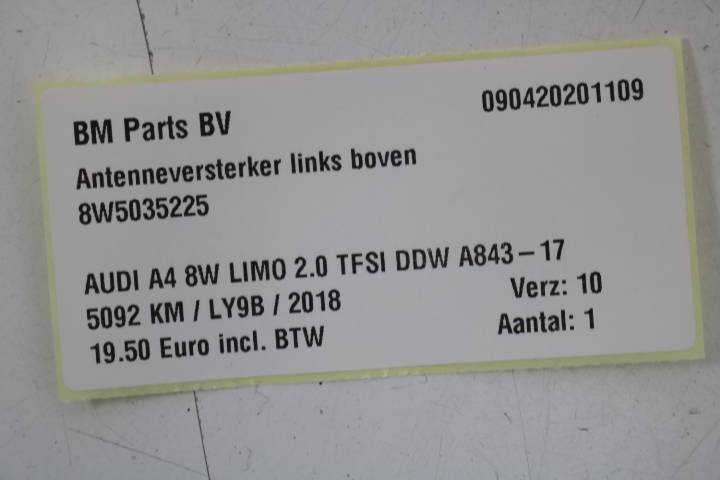 BM Parts BV
090420201109
Antenneversterker links boven
8W5035225
AUDI A4 8W LIMO 2.0 TFSI DDW A843-17
5092 KM / LY9B / 2018
Verz: 10
19.50 Euro incl. BTW
Aantal: 1